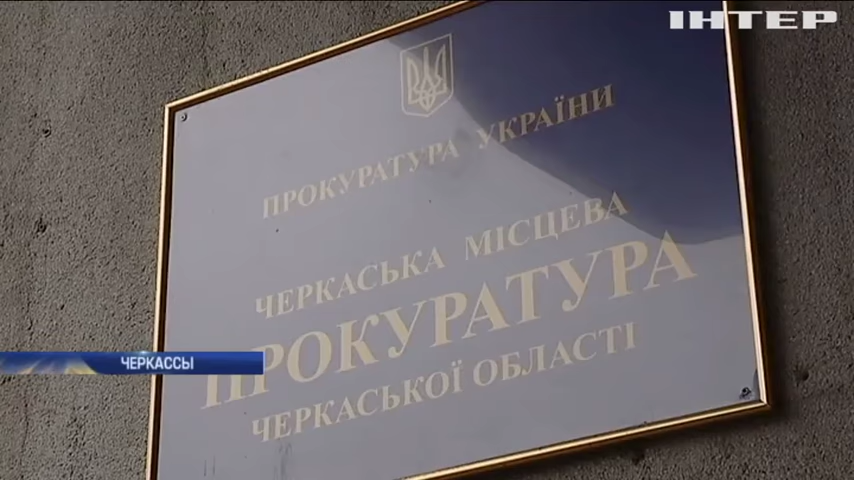 ІНТЕР
ПРОКУРАТУРА УКРАЇНИ
ЧЕРКАСЬКА МІСЦЕВА
ПРОКУРАТУРА
ЧЕРКАСЬКОЇ ОБЛАСТІ
ЧЕРКАССЫ